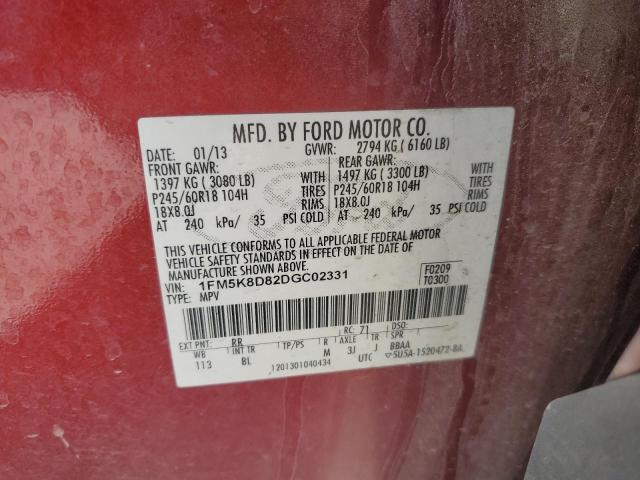 MFD. BY FORD MOTOR CO.
DATE: 01/13 GVWR: 2794 KG ( 6160 LB)
FRONT GAWR: REAR GAWR:
1397 KG ( 3080 LB) WITH 1497 KG ( 3300 LB) WITH
P245/60R18 104H TIRES P245/60R18 104H TIRES
18X8.0J RIMS 18X8.0J RIMS
AT 240 kPa/ 35 PSI COLD AT 240 kPa/ 35 PSI COLD
THIS VEHICLE CONFORMS TO ALL APPLICABLE FEDERAL MOTOR
VEHICLE SAFETY STANDARDS IN EFFECT ON THE DATE OF
MANUFACTURE SHOWN ABOVE.
VIN: 1FM5K8D82DGC02331 F0209
TYPE: MPV T0300
EXT PNT: RR RC: 71 DSO:
WB INT TR TP/PS R AXLE TR SPR
113 BL M 3J J BBAA
1201301040434 UTC 5U5A-1520472-BA